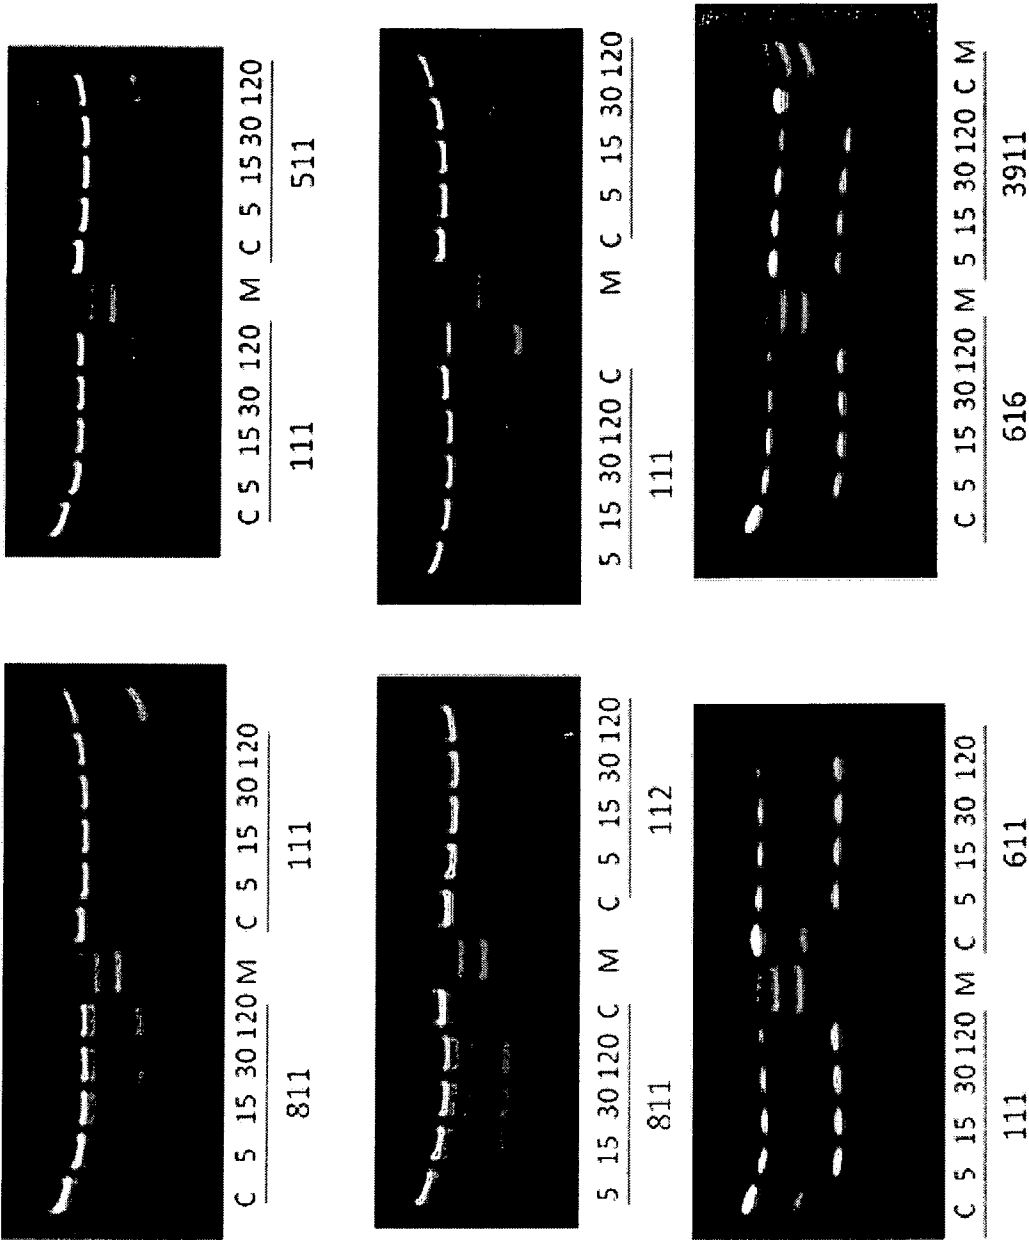 C 5 15 30 120 M C 5 15 30 120
111 511
5 15 30 120 C M C 5 15 30 120
111
C 5 15 30 120 M 5 15 30 120 C M
616 3911
C 5 15 30 120 M C 5 15 30 120
811 111
5 15 30 120 C M C 5 15 30 120
811 112
C 5 15 30 120 M C 5 15 30 120
111 611